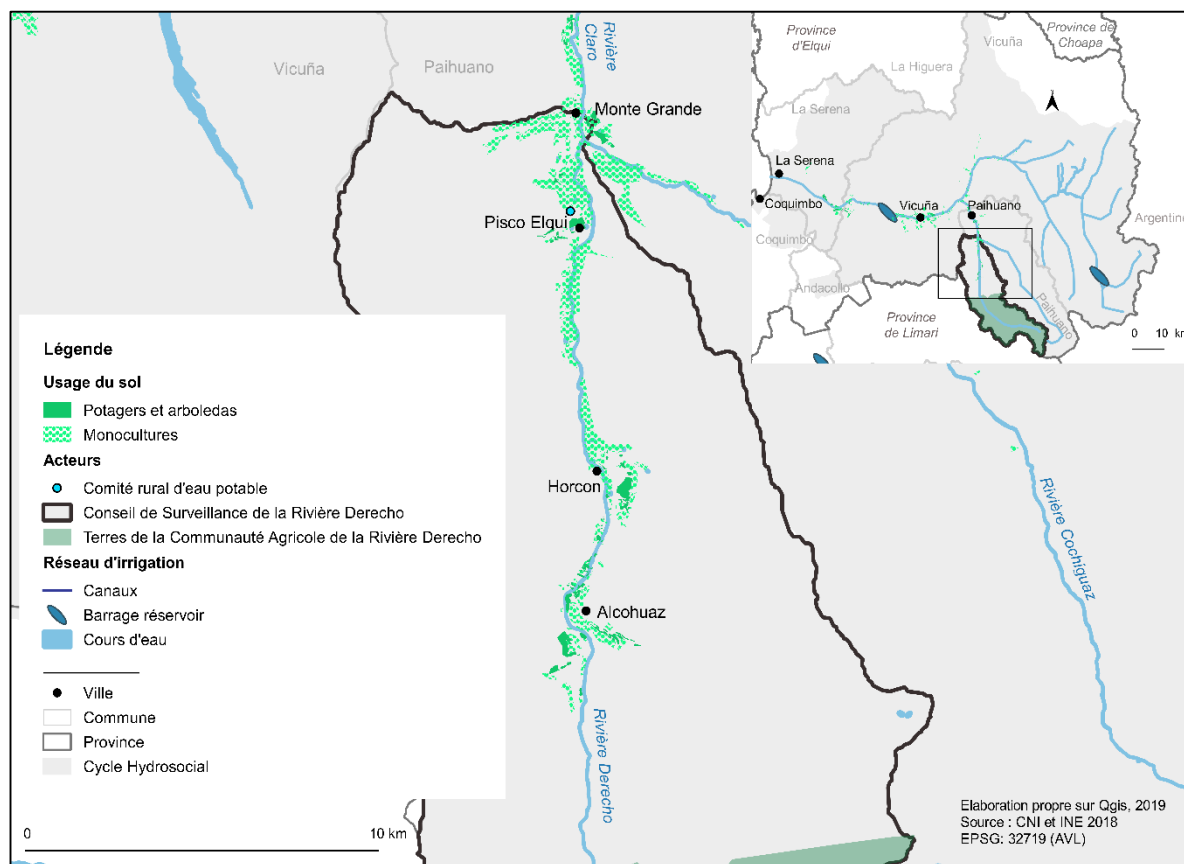 Rivière
Claro
Vicuña
Paihuano
Monte Grande
Pisco Elqui
Horcon
Alcohuaz
Rivière Derecho
Rivière Cochiguaz
Province
d'Elqui
Province de
Choapa
Vicuña
La Higuera
La Serena
La Serena
Coquimbo
Vicuña
Paihuano
Argentine
Coquimbo
Andacollo
Paihuano
Province
de Limari
0 10 km
Légende
Usage du sol
Potagers et arboledas
Monocultures
Acteurs
Comité rural d'eau potable
Conseil de Surveillance de la Rivière Derecho
Terres de la Communauté Agricole de la Rivière Derecho
Réseau d'irrigation
Canaux
Barrage réservoir
Cours d'eau
Ville
Commune
Province
Cycle Hydrosocial
0 10 km
Elaboration propre sur Qgis, 2019
Source : CNI et INE 2018
EPSG: 32719 (AVL)